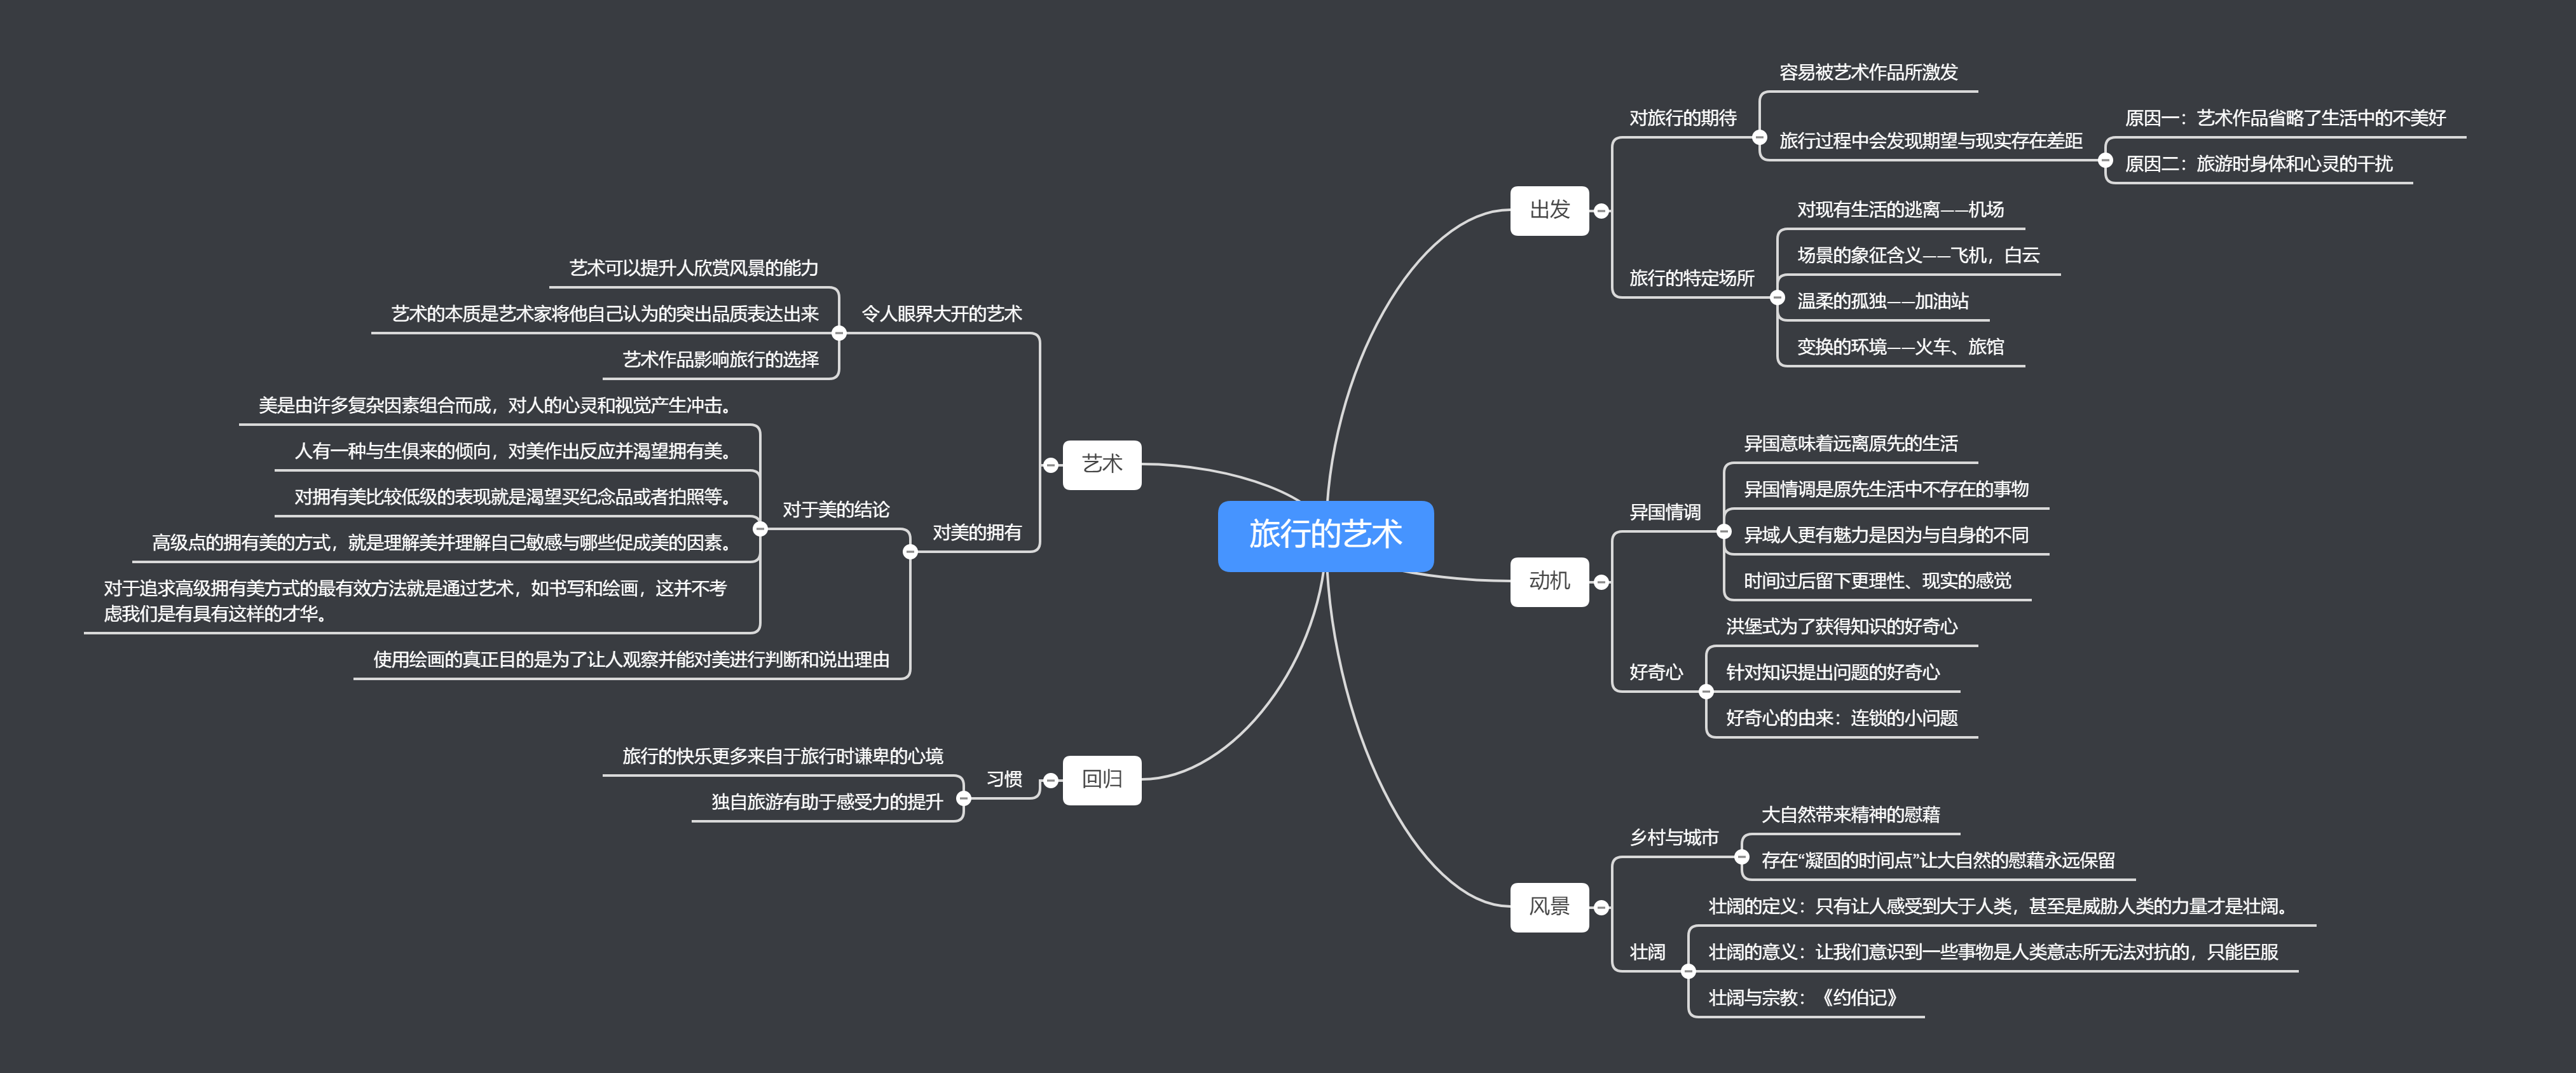 旅行的艺术
出发
对旅行的期待
容易被艺术作品所激发
旅行过程中会发现期望与现实存在差距
原因一：艺术作品省略了生活中的不美好
原因二：旅游时身体和心灵的干扰
旅行的特定场所
对现有生活的逃离——机场
场景的象征含义——飞机，白云
温柔的孤独——加油站
变换的环境——火车、旅馆
动机
异国情调
异国意味着远离原先的生活
异国情调是原先生活中不存在的事物
异域人更有魅力是因为与自身的不同
时间过后留下更理性、现实的感觉
好奇心
洪堡式为了获得知识的好奇心
针对知识提出问题的好奇心
好奇心的由来：连锁的小问题
风景
乡村与城市
大自然带来精神的慰藉
存在“凝固的时间点”让大自然的慰藉永远保留
壮阔
壮阔的定义：只有让人感受到大于人类，甚至是威胁人类的力量才是壮阔。
壮阔的意义：让我们意识到一些事物是人类意志所无法对抗的，只能臣服
壮阔与宗教：《约伯记》
艺术
令人眼界大开的艺术
艺术可以提升人欣赏风景的能力
艺术的本质是艺术家将他自己认为的突出品质表达出来
艺术作品影响旅行的选择
对美的拥有
对于美的结论
美是由许多复杂因素组合而成，对人的心灵和视觉产生冲击。
人有一种与生俱来的倾向，对美作出反应并渴望拥有美。
对拥有美比较低级的表现就是渴望买纪念品或者拍照等。
高级点的拥有美的方式，就是理解美并理解自己敏感与哪些促成美的因素。
对于追求高级拥有美方式的最有效方法就是通过艺术，如书写和绘画，这并不考
虑我们是有具有这样的才华。
使用绘画的真正目的是为了让人观察并能对美进行判断和说出理由
回归
习惯
旅行的快乐更多来自于旅行时谦卑的心境
独自旅游有助于感受力的提升